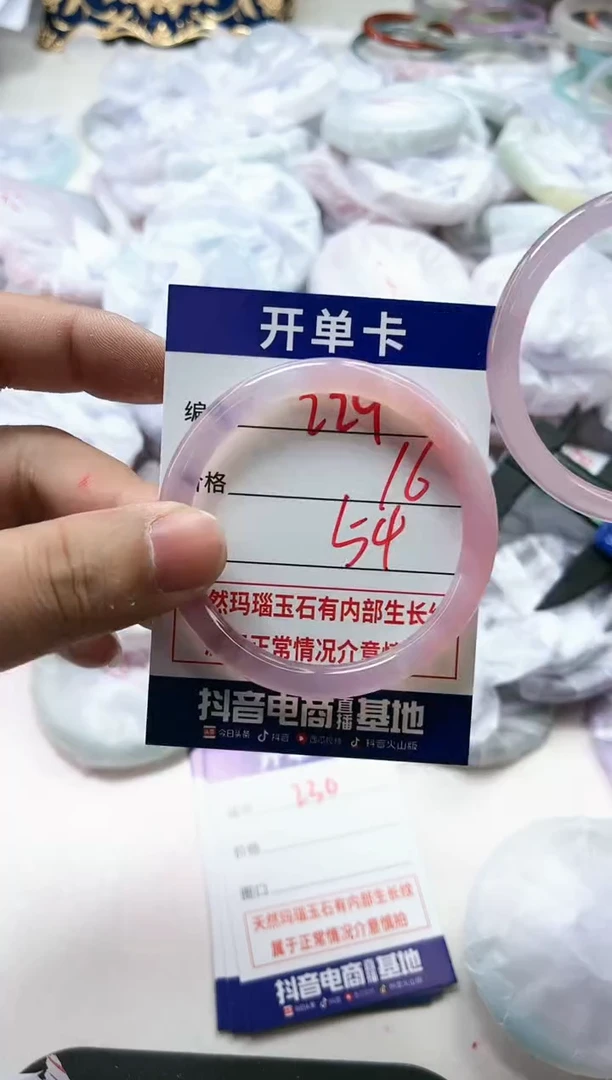 开单卡
编 224
价格 16
54
然玛瑙玉石有内部生长
正常情况介意慎
抖音电商直播基地
今日头条 抖音 西瓜视频 抖音火山版
编号 230
价格
圈口
天然玛瑙玉石有内部生长纹
属于正常情况介意慎拍
抖音电商直播基地